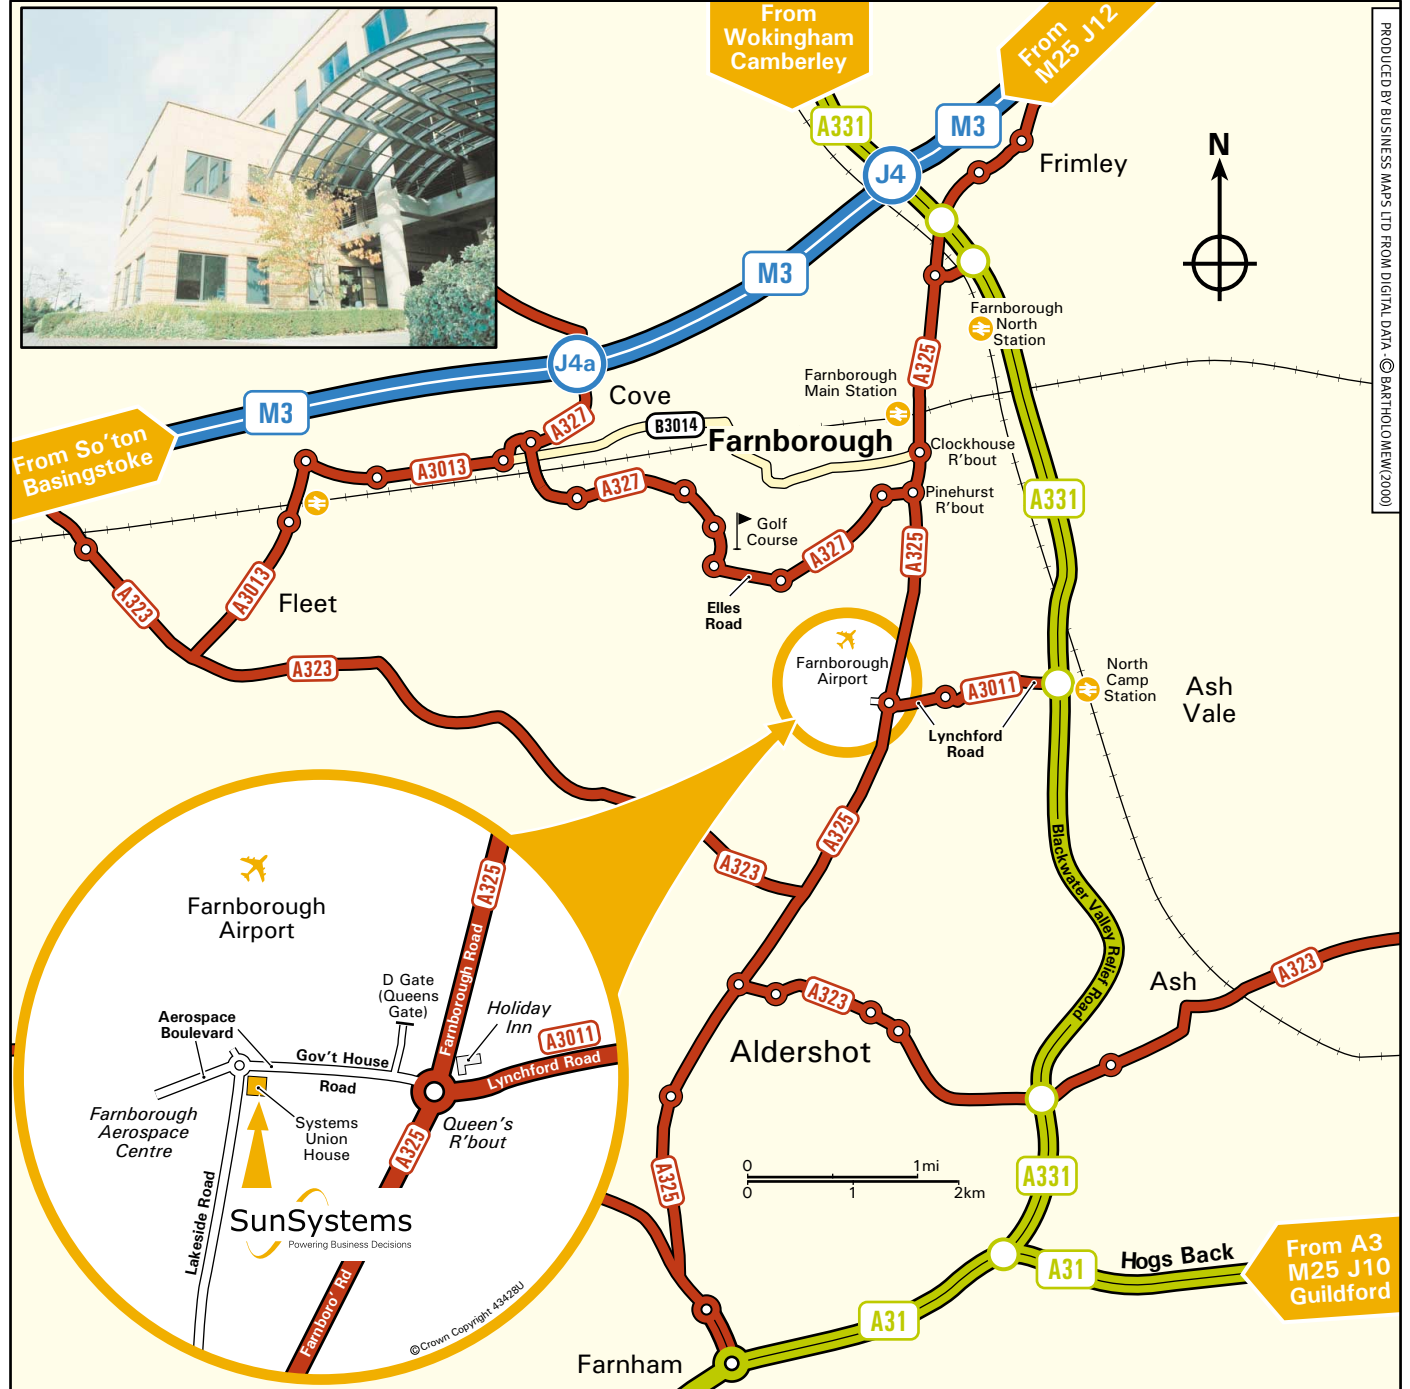 From
Wokingham
Camberley
From
M25 J12
PRODUCED BY BUSINESS MAPS LTD FROM DIGITAL DATA - © BARTHOLOMEW(2000)
A331
M3
J4
Frimley
N
M3
Farnborough
North
Station
J4a
A325
Farnborough
Main Station
Cove
M3
A327
B3014
Farnborough
Clockhouse
R'bout
From So'ton
Basingstoke
A3013
A327
Pinehurst
R'bout
A331
Golf
Course
A327
A325
A323
A3013
Fleet
Elles
Road
Farnborough
Airport
A323
A3011
North
Camp
Station
Ash
Vale
Lynchford
Road
A325
A323
Blackwater Valley Relief Road
A325
Farnborough
Airport
Farnborough Road
D Gate
(Queens
Gate)
Holiday
Inn
Aerospace
Boulevard
Gov't House
Road
A3011
Lynchford Road
Farnborough
Aerospace
Centre
Systems
Union
House
Queen's
R'bout
A325
Lakeside Road
SunSystems
Powering Business Decisions
Farnboro' Rd
©Crown Copyright 43428U
A323
Ash
A323
Aldershot
0 1mi
0 1 2km
A325
A331
Hogs Back
A31
From A3
M25 J10
Guildford
A31
Farnham